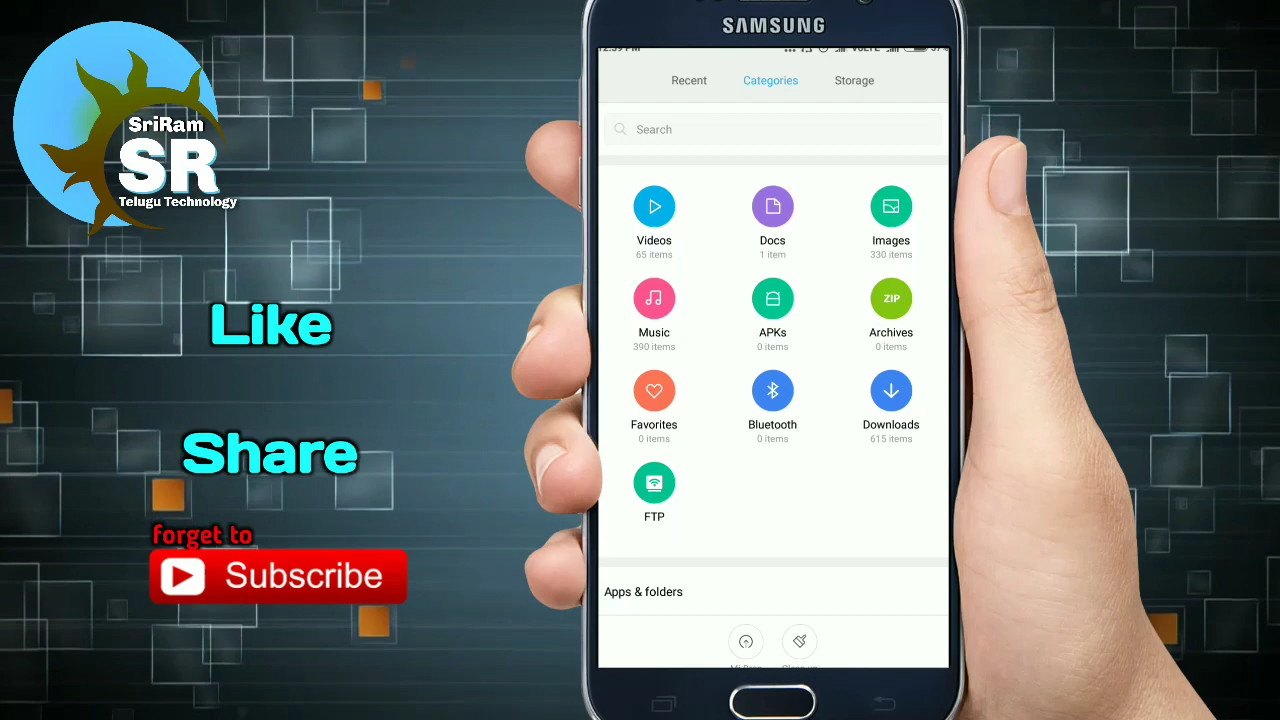 SriRam
SR
Telugu Technology
Like
Share
forget to
Subscribe
SAMSUNG
Recent
Categories
Storage
Search
Videos
65 items
Docs
1 item
Images
330 items
Music
390 items
APKs
0 items
ZIP
Archives
0 items
Favorites
0 items
Bluetooth
0 items
Downloads
615 items
FTP
Apps & folders